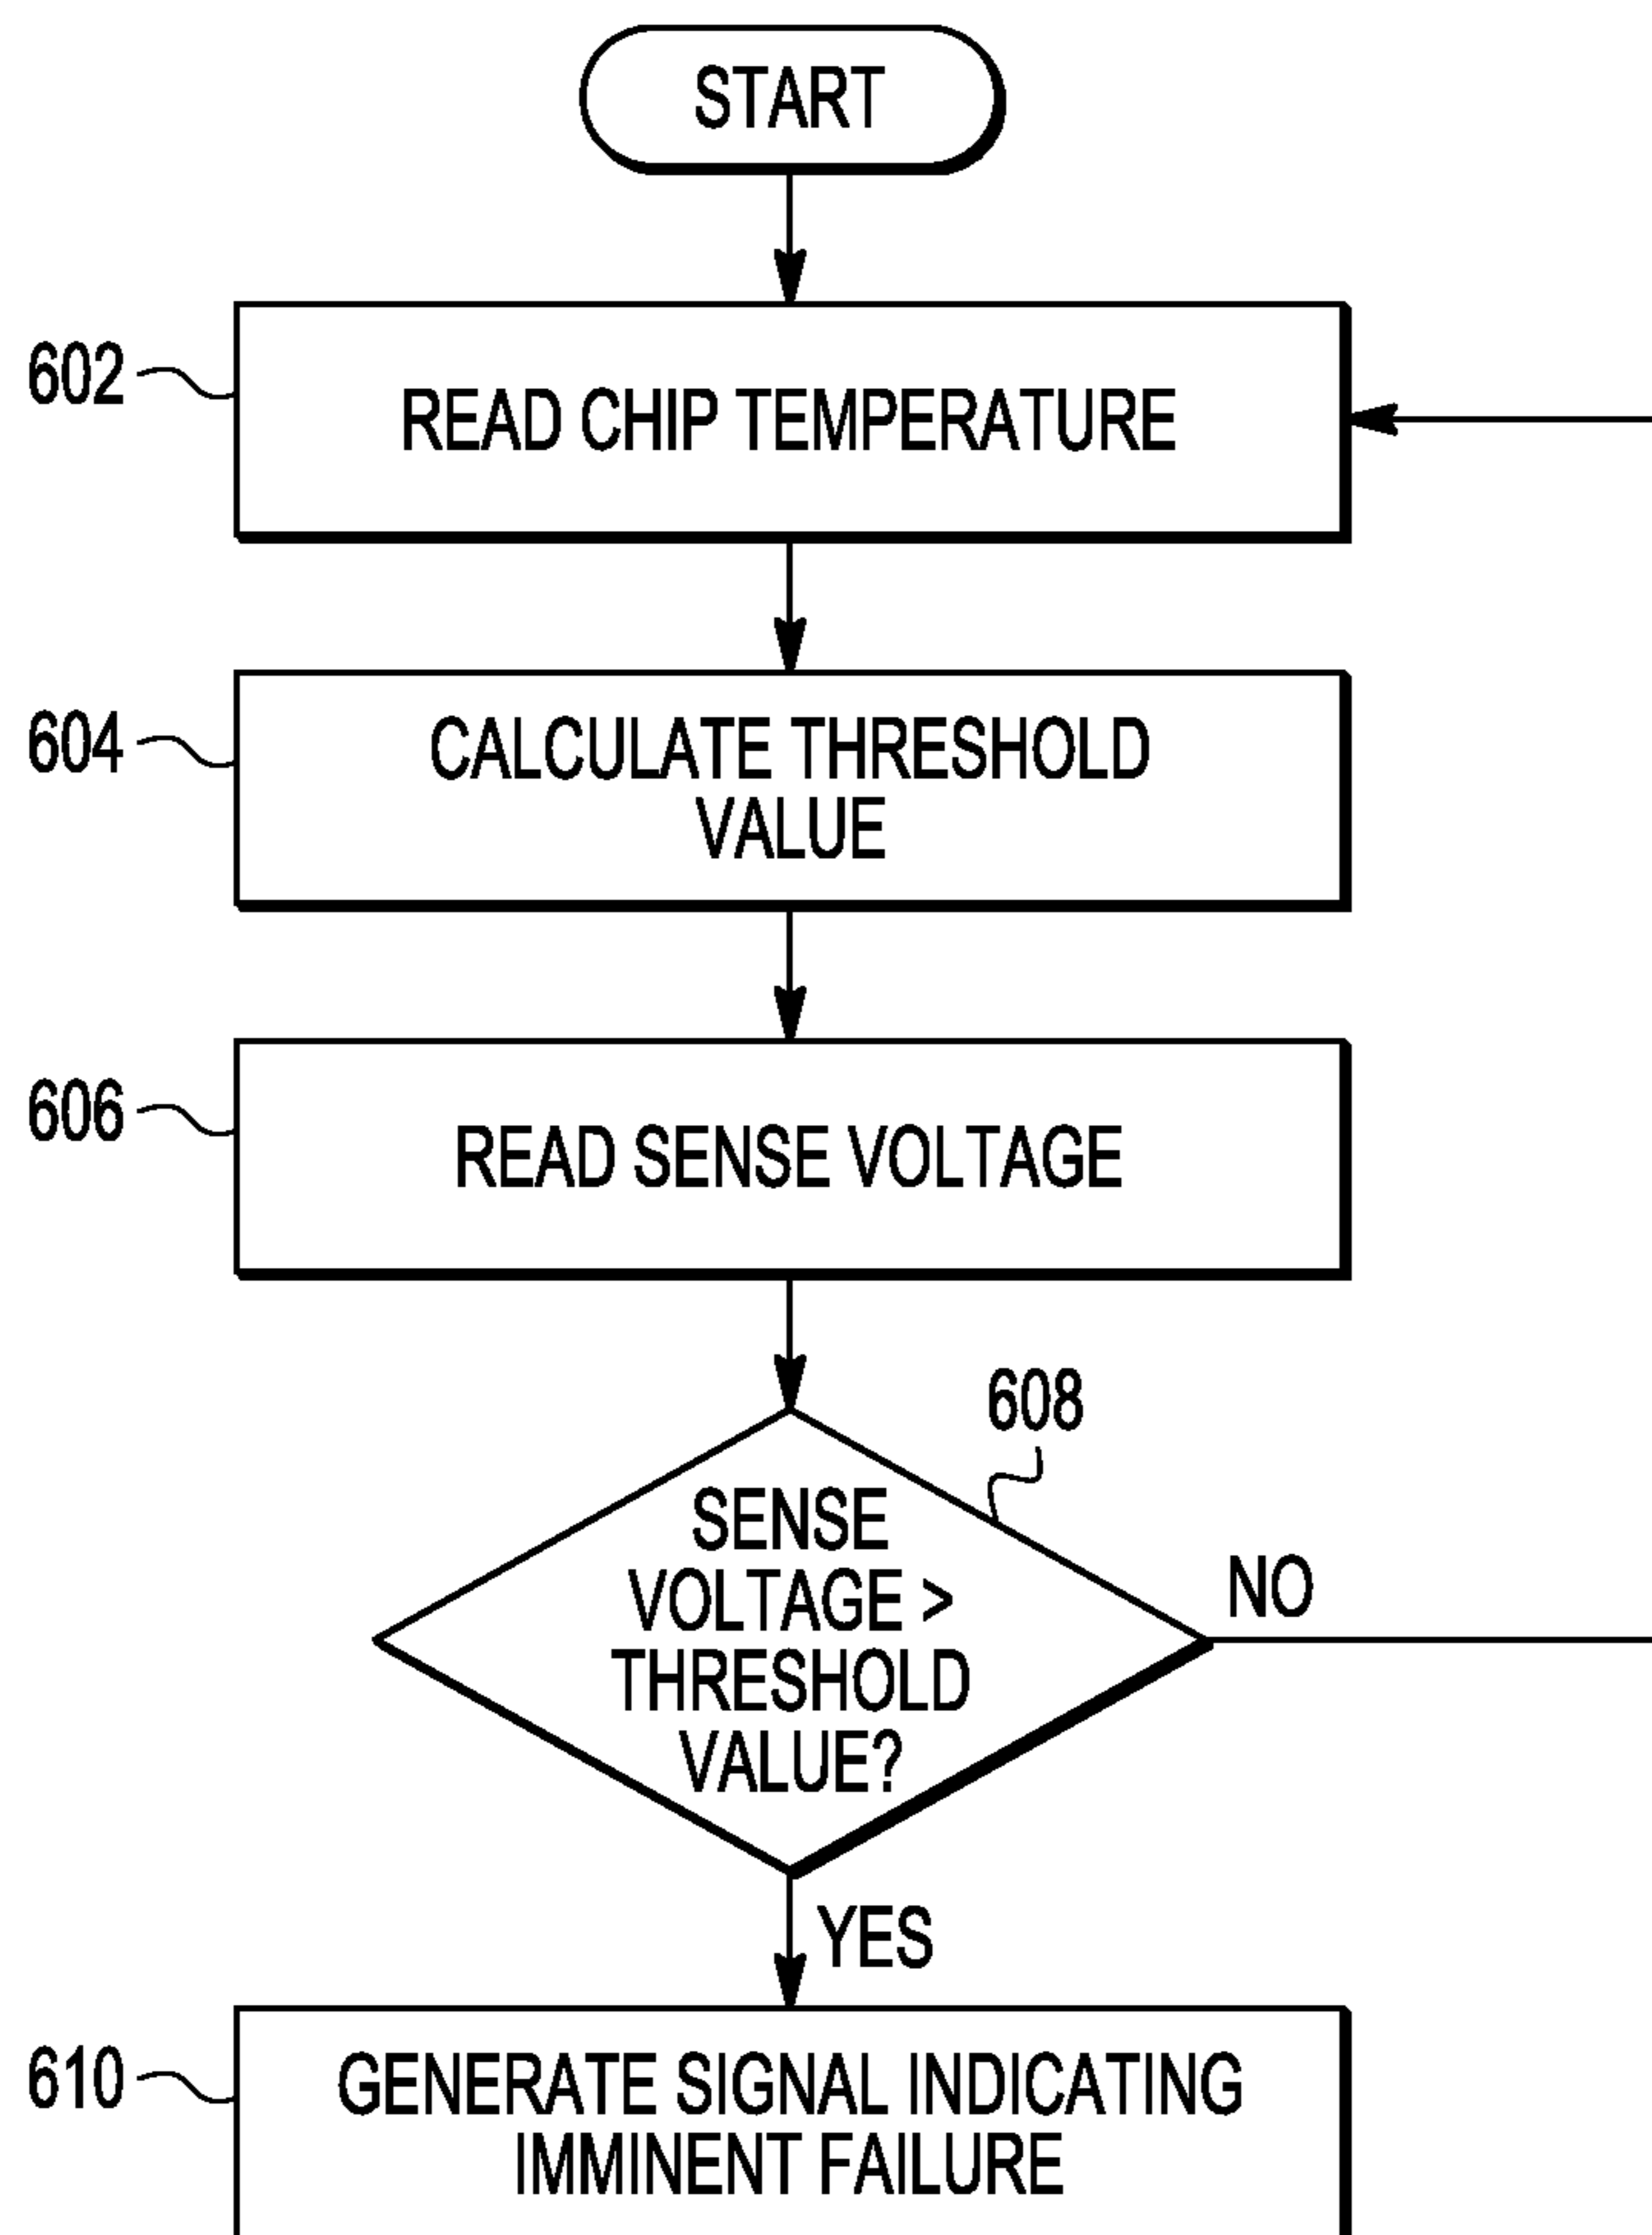 START
602
READ CHIP TEMPERATURE
604
CALCULATE THRESHOLD
VALUE
606
READ SENSE VOLTAGE
608
SENSE
VOLTAGE >
THRESHOLD
VALUE?
NO
YES
610
GENERATE SIGNAL INDICATING
IMMINENT FAILURE